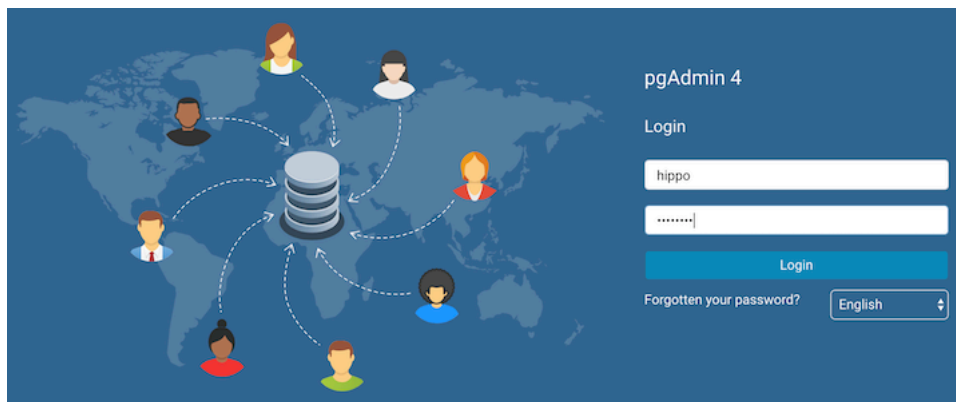 pgAdmin 4
Login
hippo
••••••••
Login
Forgotten your password?
English